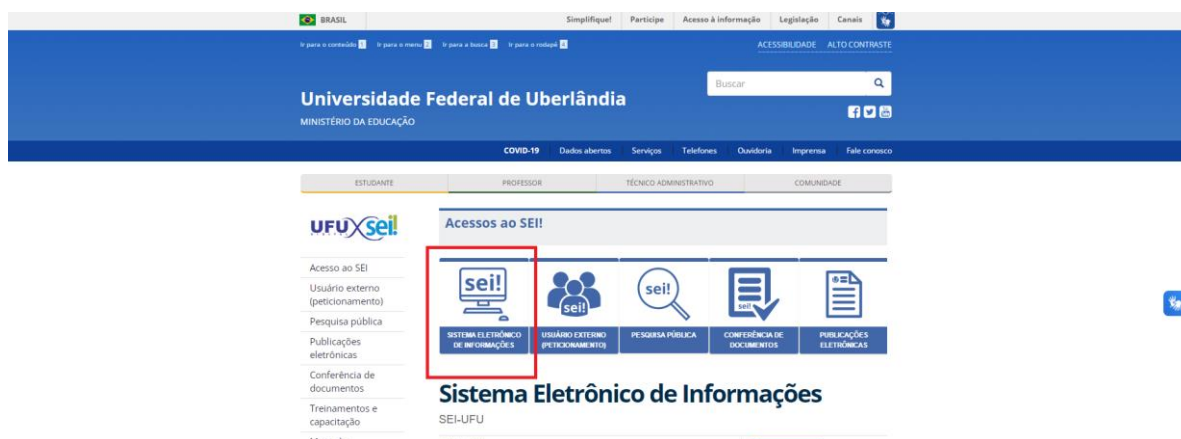 BRASIL Simplifique! Participe Acesso à informação Legislação Canais
Ir para o conteúdo 1 Ir para o menu 2 Ir para a busca 3 Ir para o rodapé 4 ACESSIBILIDADE ALTO CONTRASTE
Buscar
Universidade Federal de Uberlândia
MINISTÉRIO DA EDUCAÇÃO
COVID-19 Dados abertos Serviços Telefones Ouvidoria Imprensa Fale conosco
ESTUDANTE PROFESSOR TÉCNICO ADMINISTRATIVO COMUNIDADE
UFU sei!
Acesso ao SEI
Usuário externo
(peticionamento)
Pesquisa pública
Publicações
eletrônicas
Conferência de
documentos
Treinamentos e
capacitação
Acessos ao SEI!
sei! sei! sei! sei!
SISTEMA ELETRÔNICO
DE INFORMAÇÕES
USUÁRIO EXTERNO
(PETICIONAMENTO)
PESQUISA PÚBLICA
CONFERÊNCIA DE
DOCUMENTOS
PUBLICAÇÕES
ELETRÔNICAS
Sistema Eletrônico de Informações
SEI-UFU